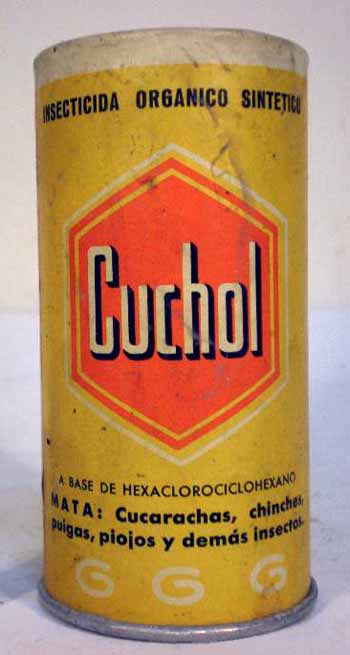 INSECTICIDA ORGANICO SINTETICO
Cuchol
A BASE DE HEXACLOROCICLOHEXANO
MATA: Cucarachas, chinches,
pulgas, piojos y demás insectos.
G G G